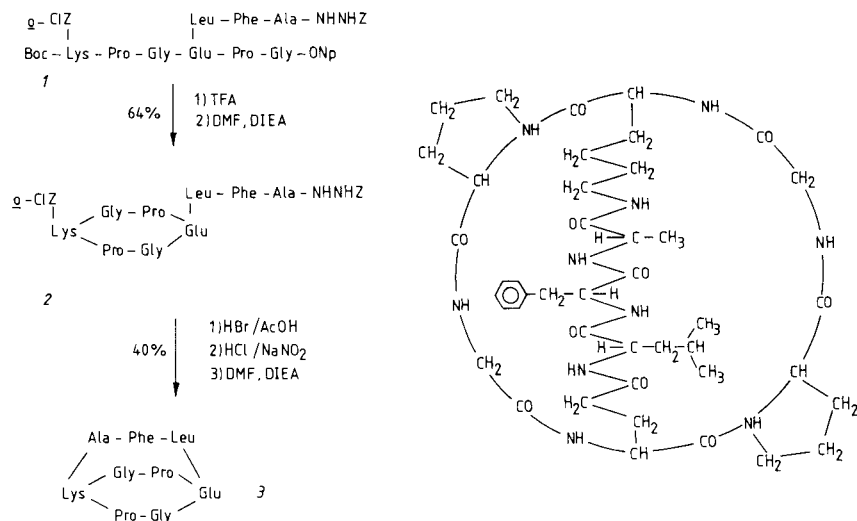 o-ClZ
Leu – Phe – Ala – NHNHZ
Boc – Lys – Pro – Gly – Glu – Pro – Gly – ONp
1
64%
1) TFA
2) DMF, DIEA
o-ClZ
Leu – Phe – Ala – NHNHZ
Gly – Pro
Lys
Glu
Pro – Gly
2
40%
1) HBr/AcOH
2) HCl/NaNO2
3) DMF, DIEA
Ala – Phe – Leu
Gly – Pro
Lys
Glu
3
Pro – Gly
CH2
CH
CH2
CO
NH
NH
CH2
CO
CH2
H2C
CH2
CH
CH2
H2C
NH
OC
CO
H–C–CH3
NH
NH
CO
CH2–C–H
NH
CO
NH
OC
CH3
H–C–CH2–CH
CH2
HN
CH
CH3
CO
H2C
CH2
CO
CH2
NH
NH
CO
CH
CH2
CH2